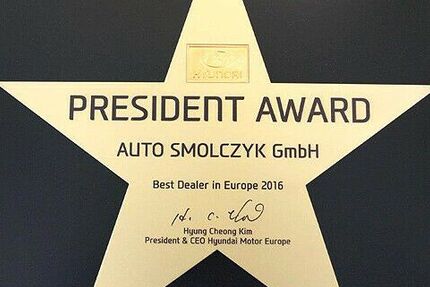 HYUNDAI
PRESIDENT AWARD
AUTO SMOLCZYK GmbH
Best Dealer in Europe 2016
H. C. Kim
Hyung Cheong Kim
President & CEO Hyundai Motor Europe